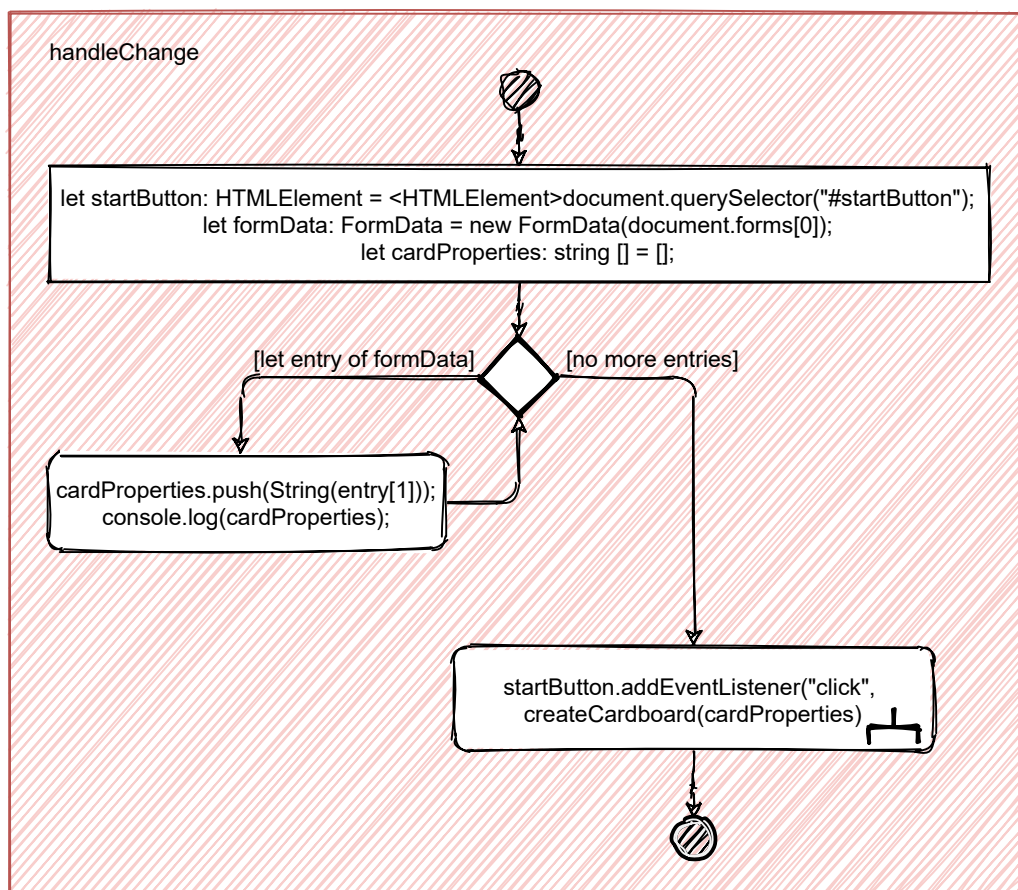 handleChange
let startButton: HTMLElement = <HTMLElement>document.querySelector("#startButton");
let formData: FormData = new FormData(document.forms[0]);
let cardProperties: string [] = [];
[let entry of formData]
[no more entries]
cardProperties.push(String(entry[1]));
console.log(cardProperties);
startButton.addEventListener("click",
createCardboard(cardProperties)